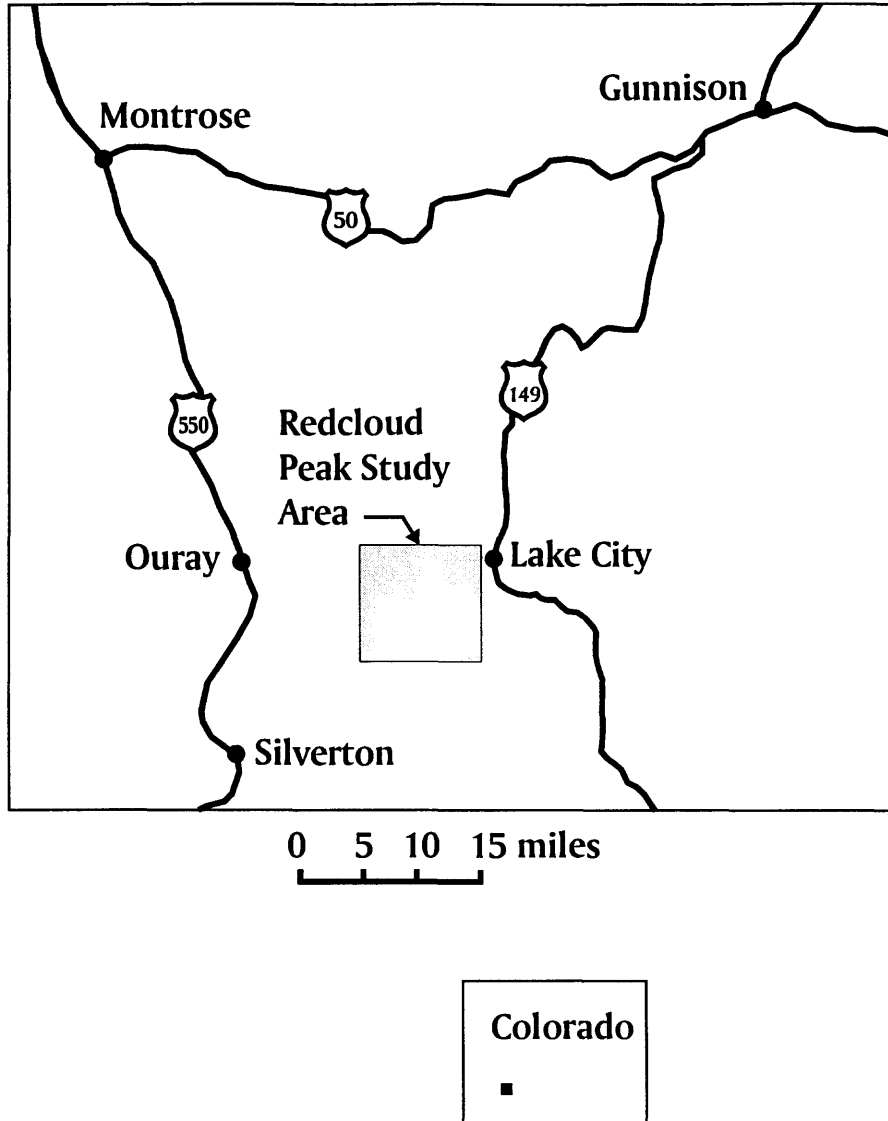 Gunnison
Montrose
50
149
550
Redcloud
Peak Study
Area
Ouray
Lake City
Silverton
0 5 10 15 miles
Colorado